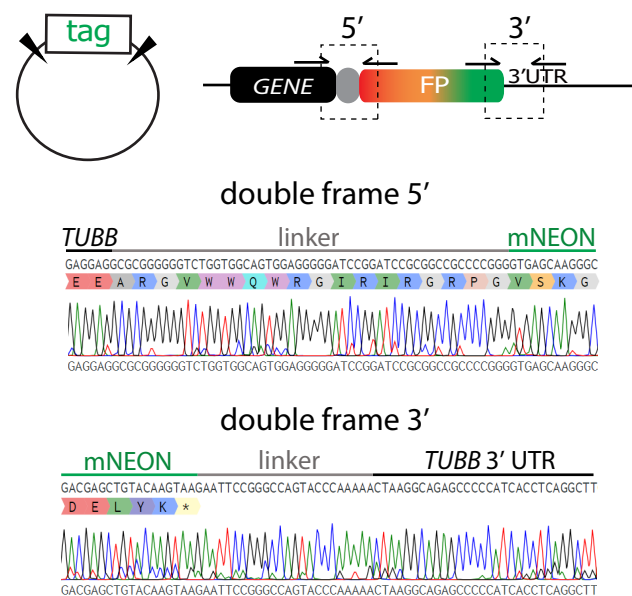 tag
5′ 3′
GENE FP 3′UTR
double frame 5′
TUBB linker mNEON
GAGGAGGCGCGGGGGGTCTGGTGGCAGTGGAGGGGGATCCGGATCCGCGGCCGCCCCGGGGTGAGCAAGGGC
E E A R G V W W Q W R G I R I R G R P G V S K G
GAGGAGGCGCGGGGGGTCTGGTGGCAGTGGAGGGGGATCCGGATCCGCGGCCGCCCCGGGGTGAGCAAGGGC
double frame 3′
mNEON linker TUBB 3′ UTR
GACGAGCTGTACAAGTAAGAATTCCGGGCCAGTACCCAAAAACTAAGGCAGAGCCCCCATCACCTCAGGCTT
D E L Y K *
GACGAGCTGTACAAGTAAGAATTCCGGGCCAGTACCCAAAAACTAAGGCAGAGCCCCCATCACCTCAGGCTT